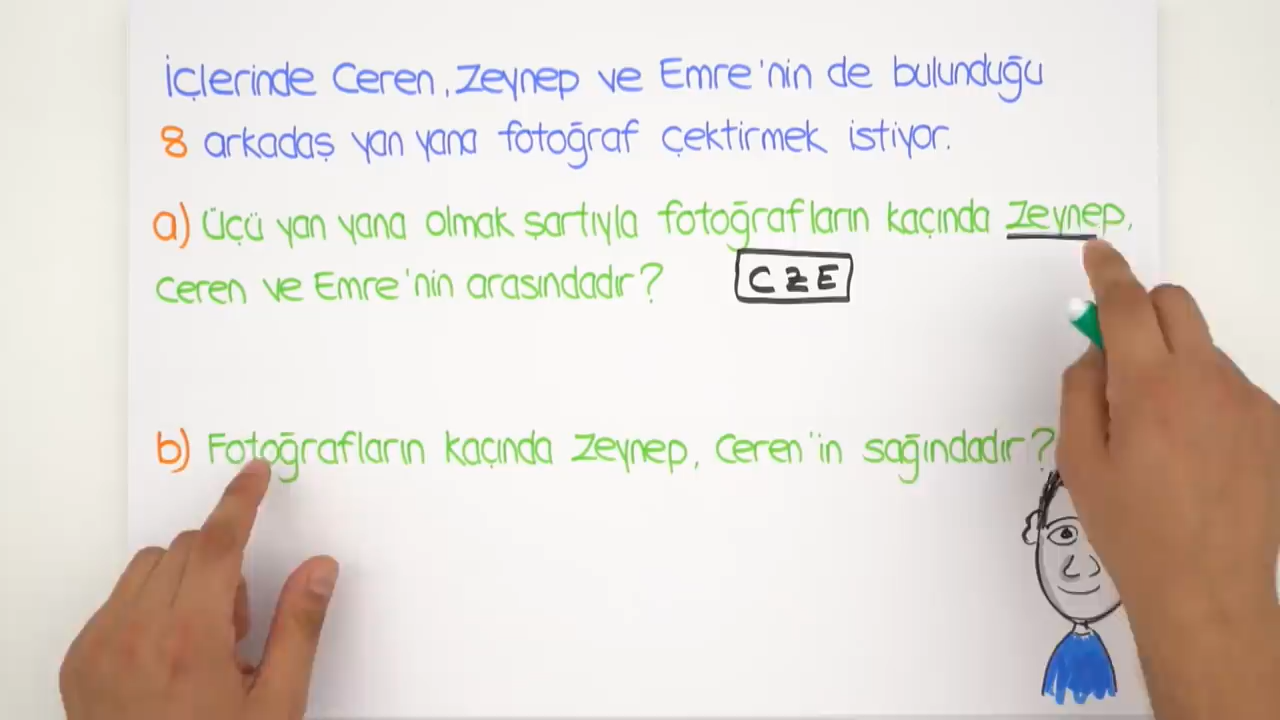 İçlerinde Ceren, Zeynep ve Emre'nin de bulunduğu
8 arkadaş yan yana fotoğraf çektirmek istiyor.
a) Üçü yan yana olmak şartıyla fotoğrafların kaçında Zeynep,
Ceren ve Emre'nin arasındadır?
C Z E
b) Fotoğrafların kaçında Zeynep, Ceren'in sağındadır?